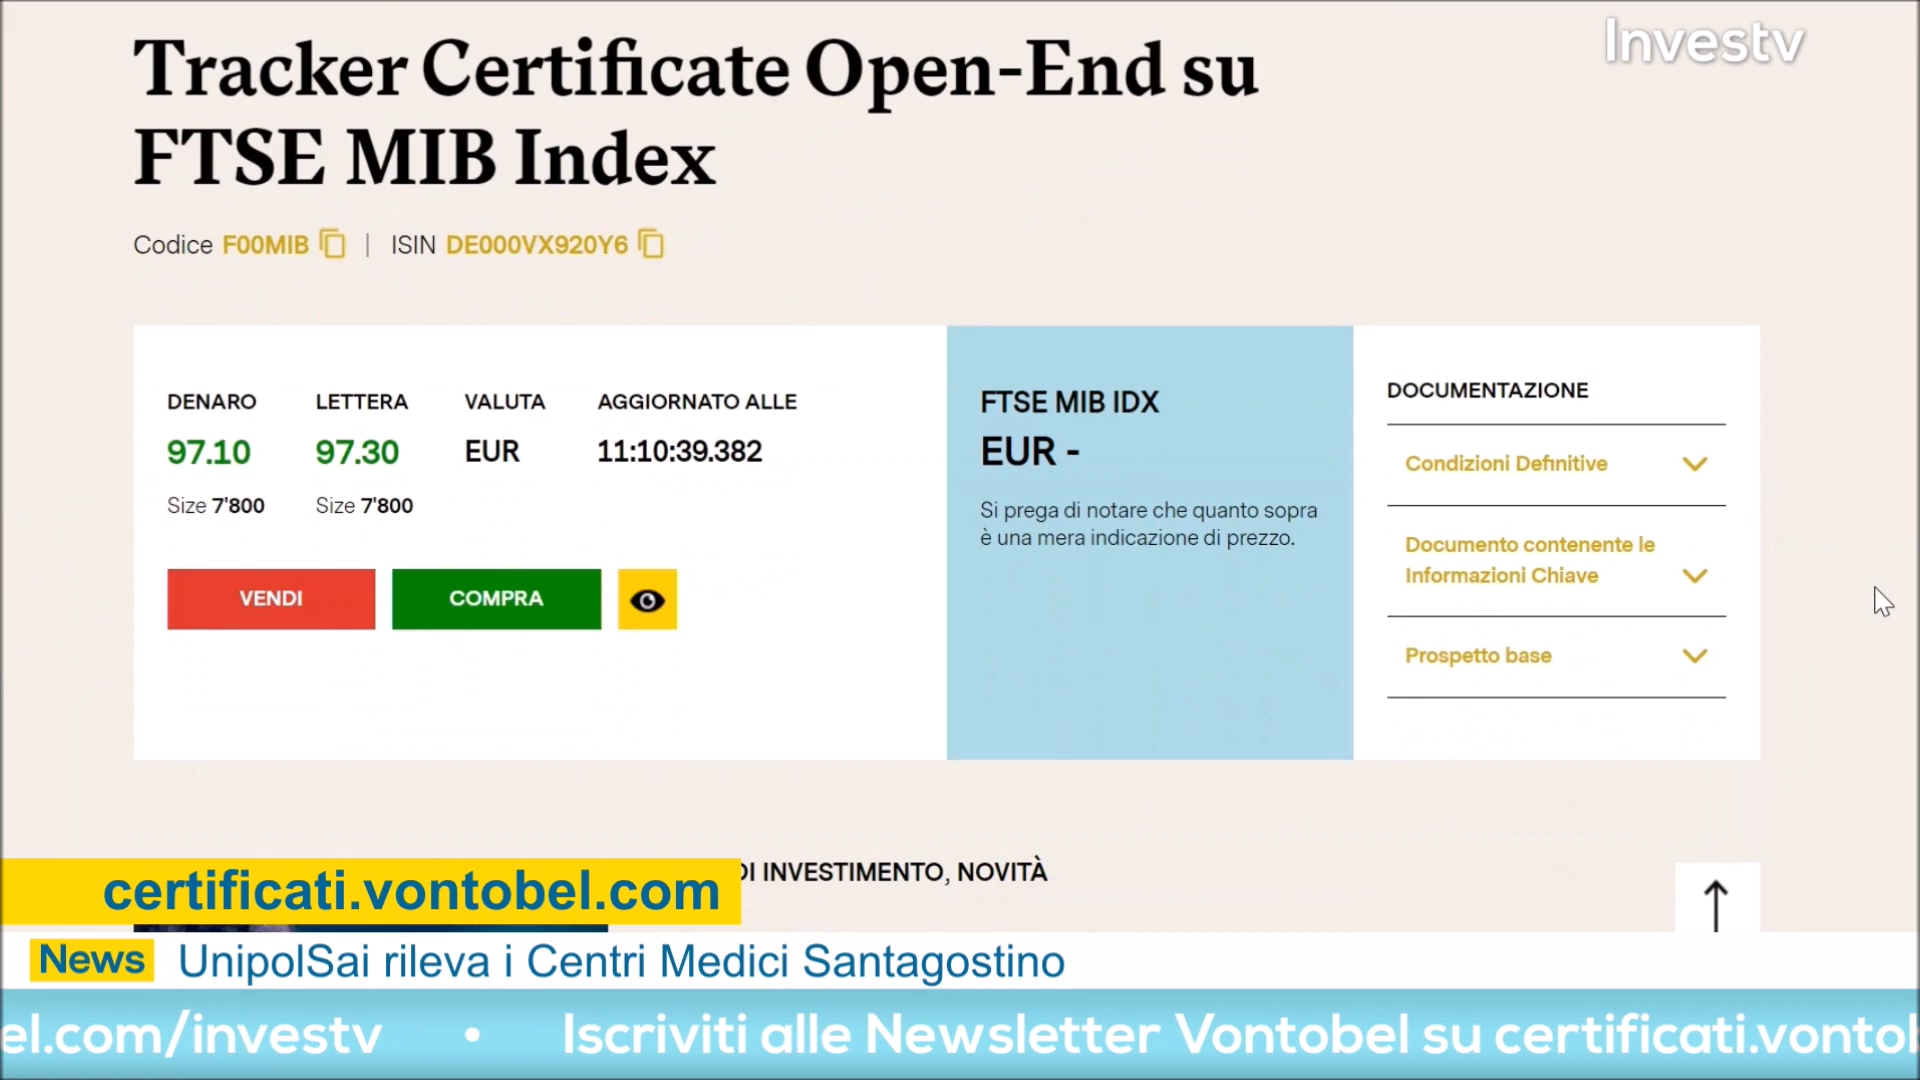 Investv
Tracker Certificate Open-End su
FTSE MIB Index
Codice F00MIB | ISIN DE000VX920Y6
DENARO LETTERA VALUTA AGGIORNATO ALLE
97.10 97.30 EUR 11:10:39.382
Size 7'800 Size 7'800
VENDI COMPRA
FTSE MIB IDX
EUR -
Si prega di notare che quanto sopra
è una mera indicazione di prezzo.
DOCUMENTAZIONE
Condizioni Definitive
Documento contenente le
Informazioni Chiave
Prospetto base
DI INVESTIMENTO, NOVITÀ
certificati.vontobel.com
News UnipolSai rileva i Centri Medici Santagostino
el.com/investv • Iscriviti alle Newsletter Vontobel su certificati.vontob